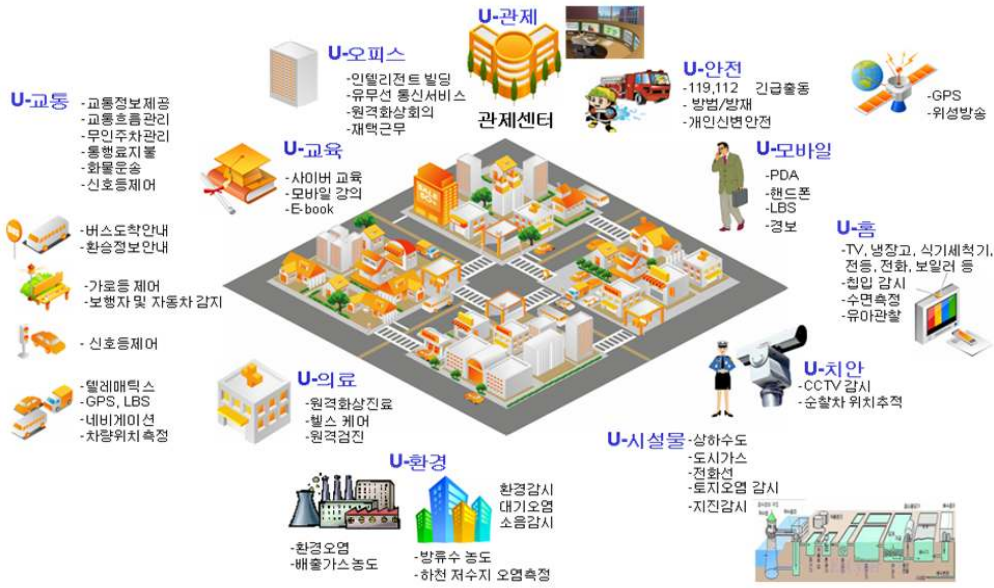 U-관제
관제센터
U-오피스
-인텔리전트 빌딩
-유무선 통신서비스
-원격화상회의
-재택근무
U-안전
-119,112 긴급출동
- 방범/방재
-개인신변안전
-GPS
-위성방송
U-교통
-교통정보제공
-교통흐름관리
-무인주차관리
-통행료지불
-화물운송
-신호등제어
U-교육
-사이버 교육
-모바일 강의
-E-book
U-모바일
-PDA
-핸드폰
-LBS
-경보
-버스도착안내
-환승정보안내
-가로등 제어
-보행자 및 자동차 감지
-신호등제어
-텔레매틱스
-GPS, LBS
-네비게이션
-차량위치측정
U-홈
-TV, 냉장고, 식기세척기,
전등, 전화, 보일러 등
-침입 감시
-수면측정
-유아관찰
U-의료
-원격화상진료
-헬스 케어
-원격검진
U-치안
-CCTV 감시
-순찰차 위치추적
U-환경
환경감시
대기오염
소음감시
-환경오염
-배출가스농도
-방류수 농도
-하천 저수지 오염측정
U-시설물
-상하수도
-도시가스
-전화선
-토지오염 감시
-지진감시